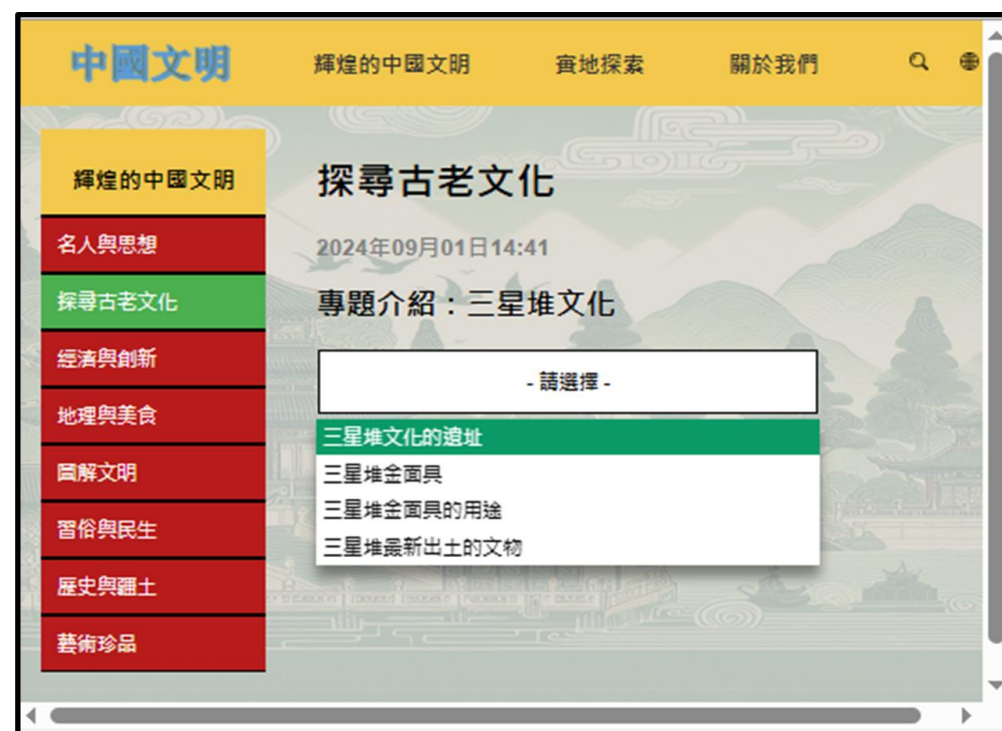 中國文明 輝煌的中國文明 實地探索 關於我們
輝煌的中國文明
名人與思想
探尋古老文化
經濟與創新
地理與美食
圖解文明
習俗與民生
歷史與疆土
藝術珍品
探尋古老文化
2024年09月01日14:41
專題介紹：三星堆文化
- 請選擇 -
三星堆文化的遺址
三星堆金面具
三星堆金面具的用途
三星堆最新出土的文物